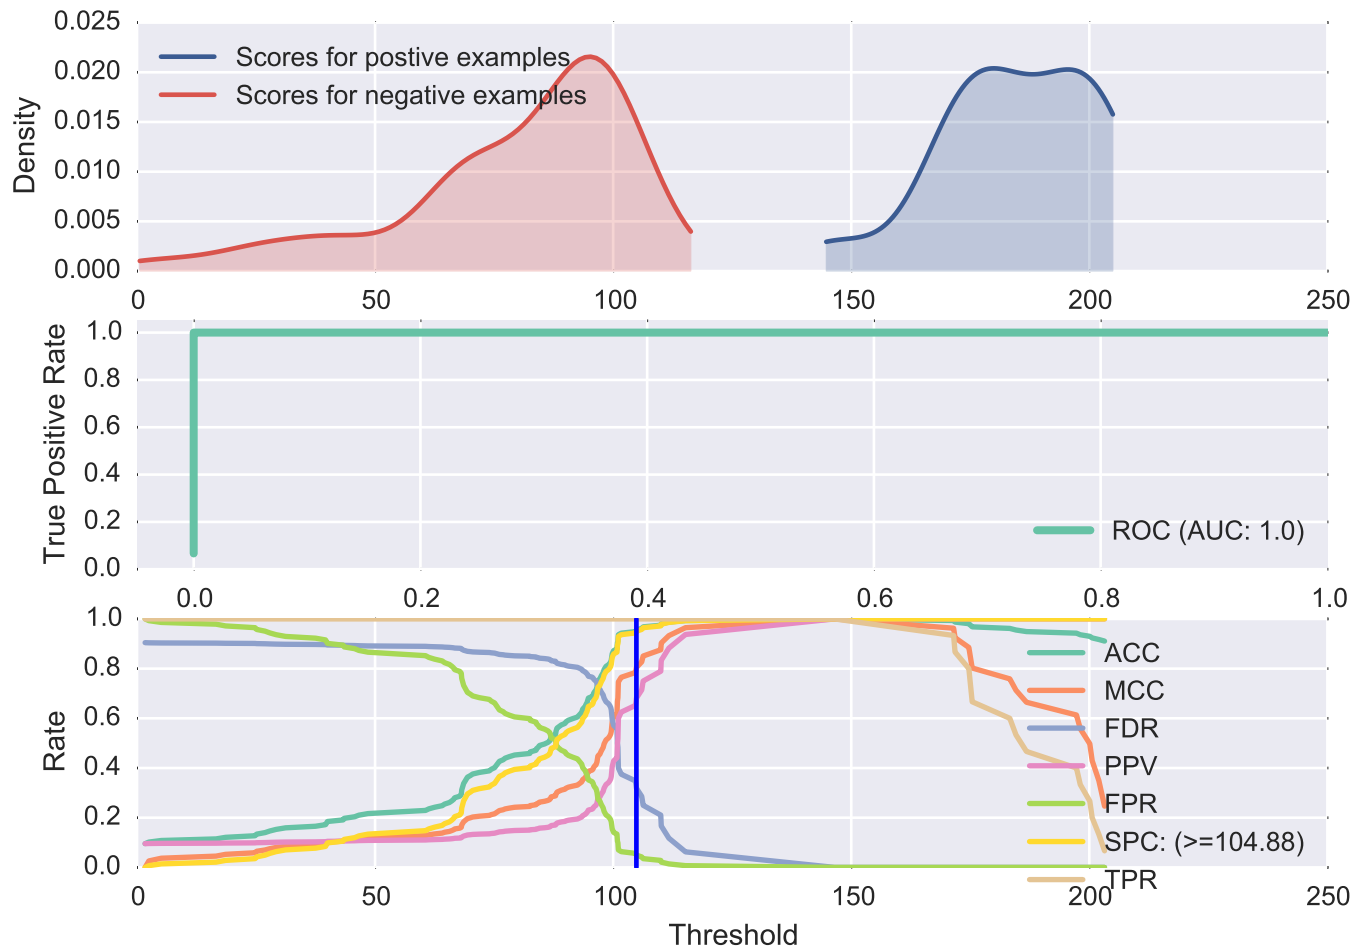 0.025
0.020
0.015
0.010
0.005
0.000
Density
Scores for postive examples
Scores for negative examples
0 50 100 150 200 250
1.0
0.8
0.6
0.4
0.2
0.0
True Positive Rate
ROC (AUC: 1.0)
0.0 0.2 0.4 0.6 0.8 1.0
1.0
0.8
0.6
0.4
0.2
0.0
Rate
ACC
MCC
FDR
PPV
FPR
SPC: (>=104.88)
TPR
0 50 100 150 200 250
Threshold